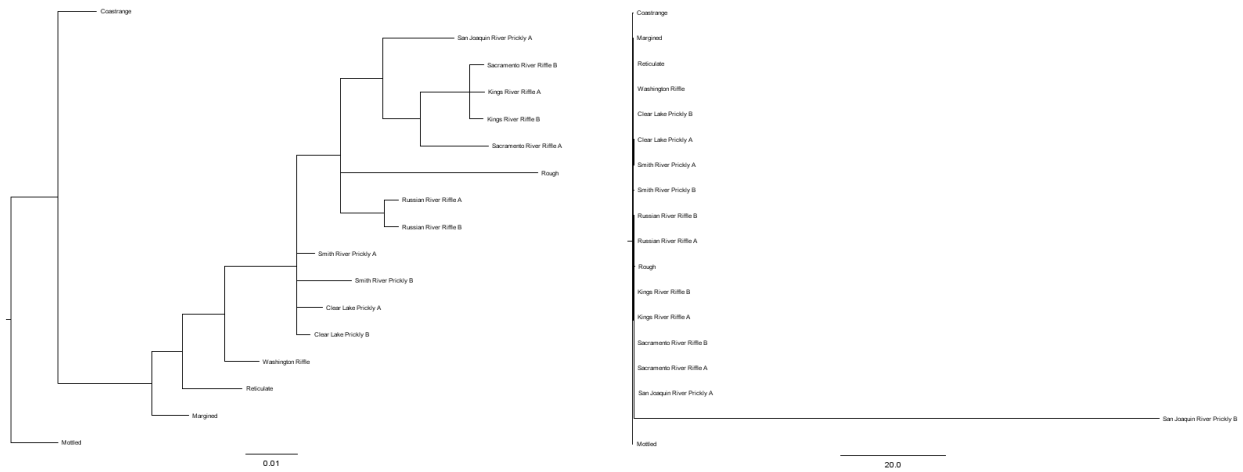 Coastrange
San Joaquin River Prickly A
Sacramento River Riffle B
Kings River Riffle A
Kings River Riffle B
Sacramento River Riffle A
Rough
Russian River Riffle A
Russian River Riffle B
Smith River Prickly A
Smith River Prickly B
Clear Lake Prickly A
Clear Lake Prickly B
Washington Riffle
Reticulate
Margined
Mottled
0.01
Coastrange
Margined
Reticulate
Washington Riffle
Clear Lake Prickly B
Clear Lake Prickly A
Smith River Prickly A
Smith River Prickly B
Russian River Riffle B
Russian River Riffle A
Rough
Kings River Riffle B
Kings River Riffle A
Sacramento River Riffle B
Sacramento River Riffle A
San Joaquin River Prickly A
San Joaquin River Prickly B
Mottled
20.0